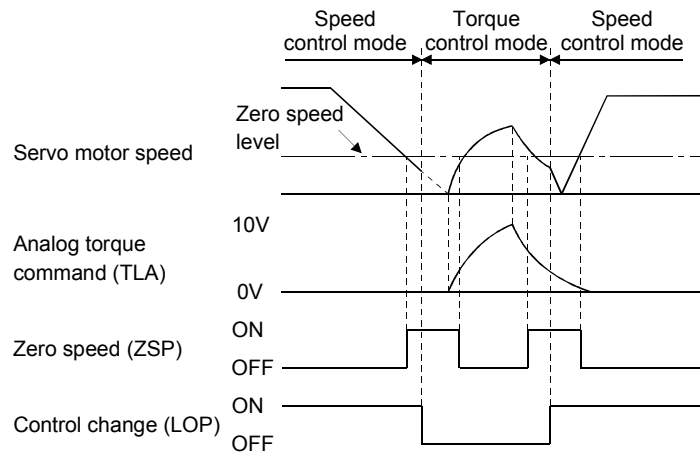 Speed
control mode
Torque
control mode
Speed
control mode
Zero speed
level
Servo motor speed
10V
Analog torque
command (TLA)
0V
ON
Zero speed (ZSP)
OFF
ON
Control change (LOP)
OFF